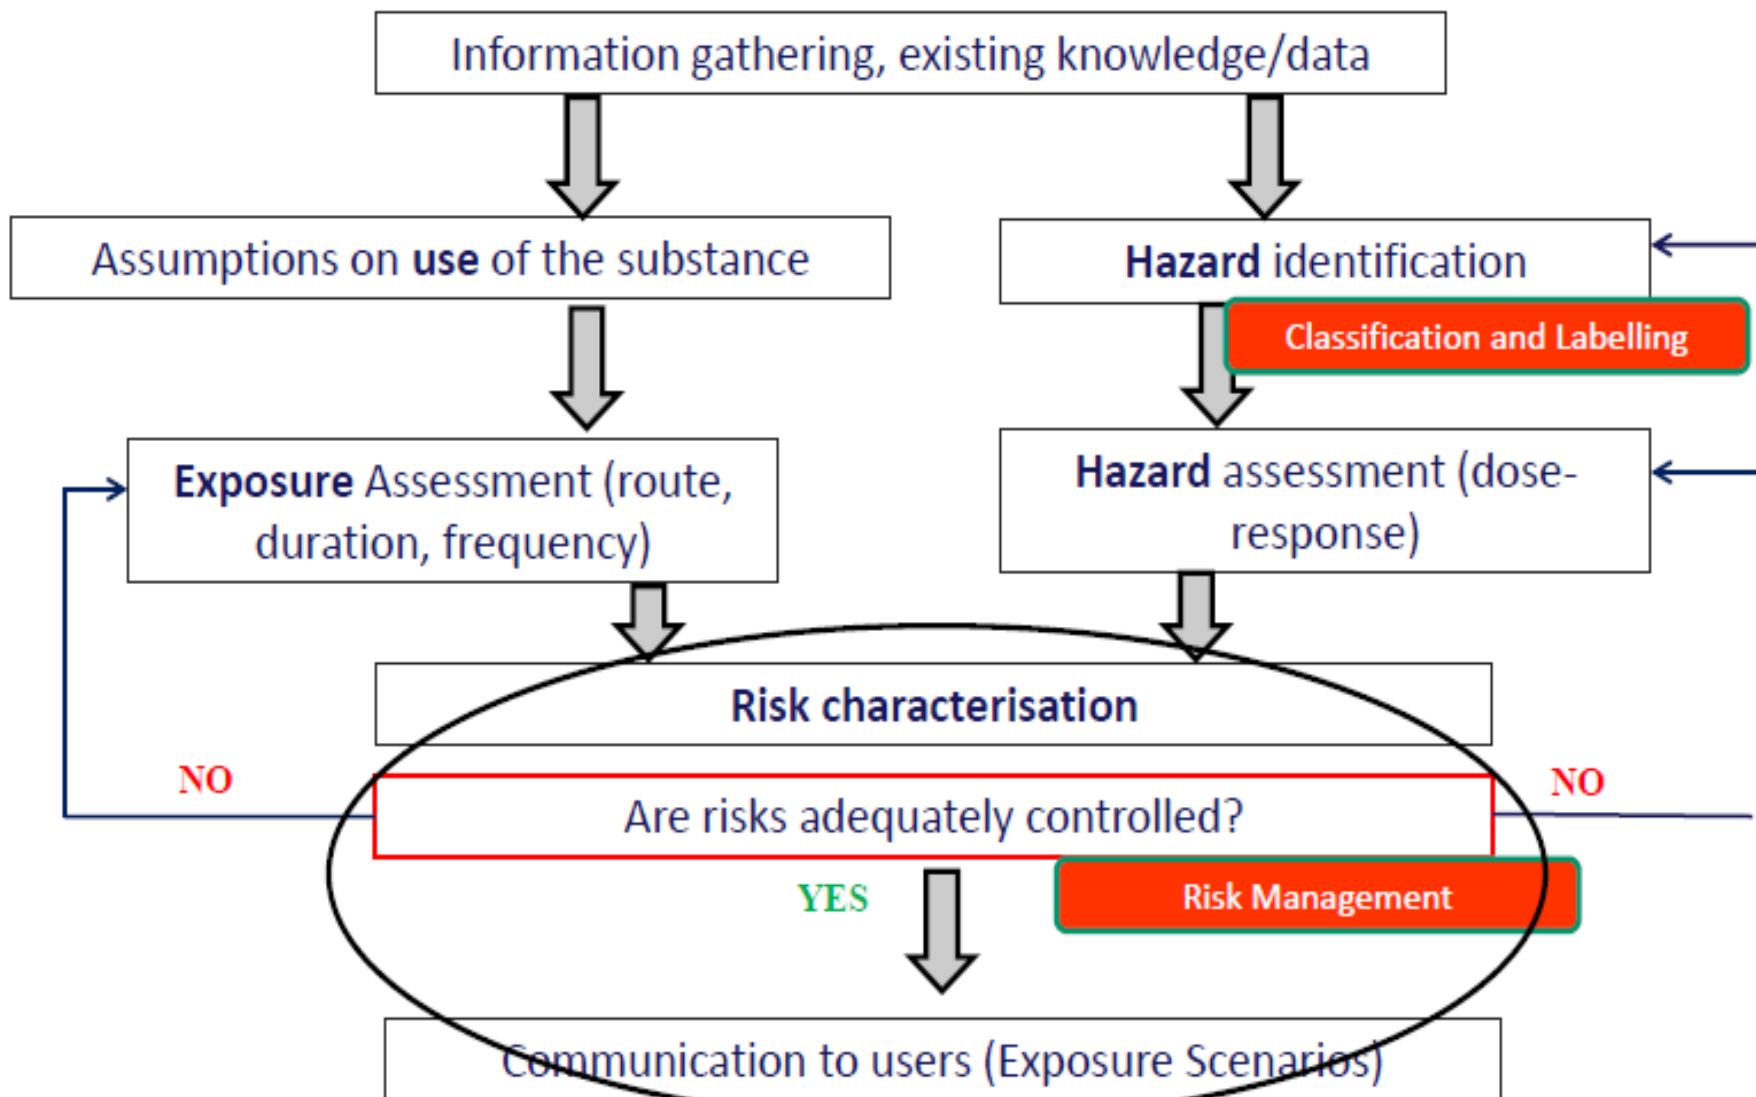 Information gathering, existing knowledge/data
Assumptions on use of the substance
Hazard identification
Classification and Labelling
Exposure Assessment (route,
duration, frequency)
Hazard assessment (dose-
response)
Risk characterisation
NO
Are risks adequately controlled?
NO
YES
Risk Management
Communication to users (Exposure Scenarios)